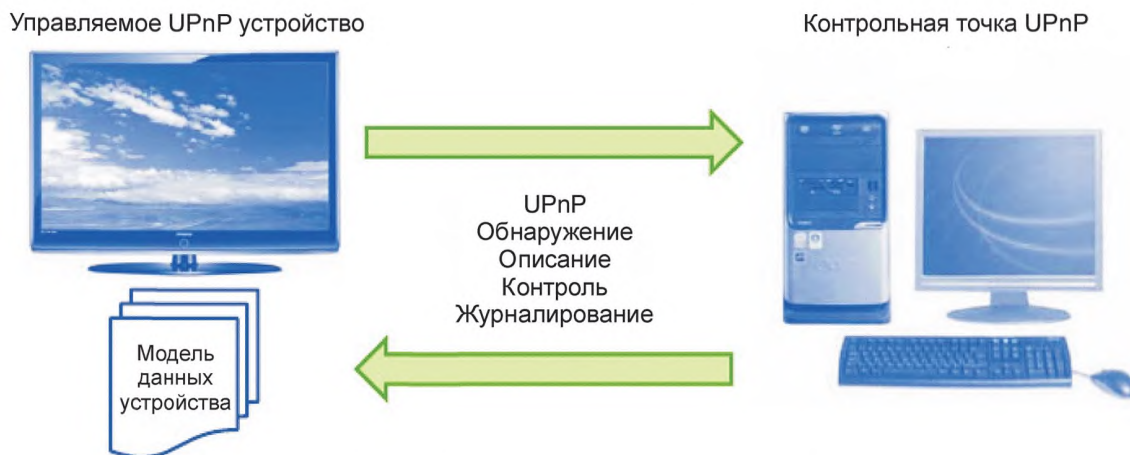 Управляемое UPnP устройство
Контрольная точка UPnP
UPnP
Обнаружение
Описание
Контроль
Журналирование
Модель
данных
устройства